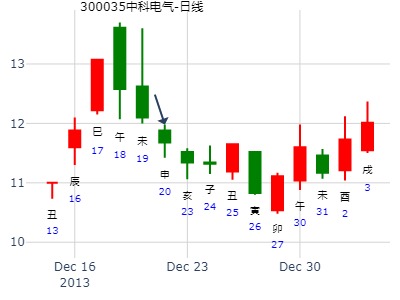 300035中科电气-日线
13
12
11
10
丑
13
辰
16
巳
17
午
18
未
19
申
20
亥
23
子
24
丑
25
寅
26
卯
27
午
30
未
31
酉
2
戌
3
Dec 16
2013
Dec 23
Dec 30